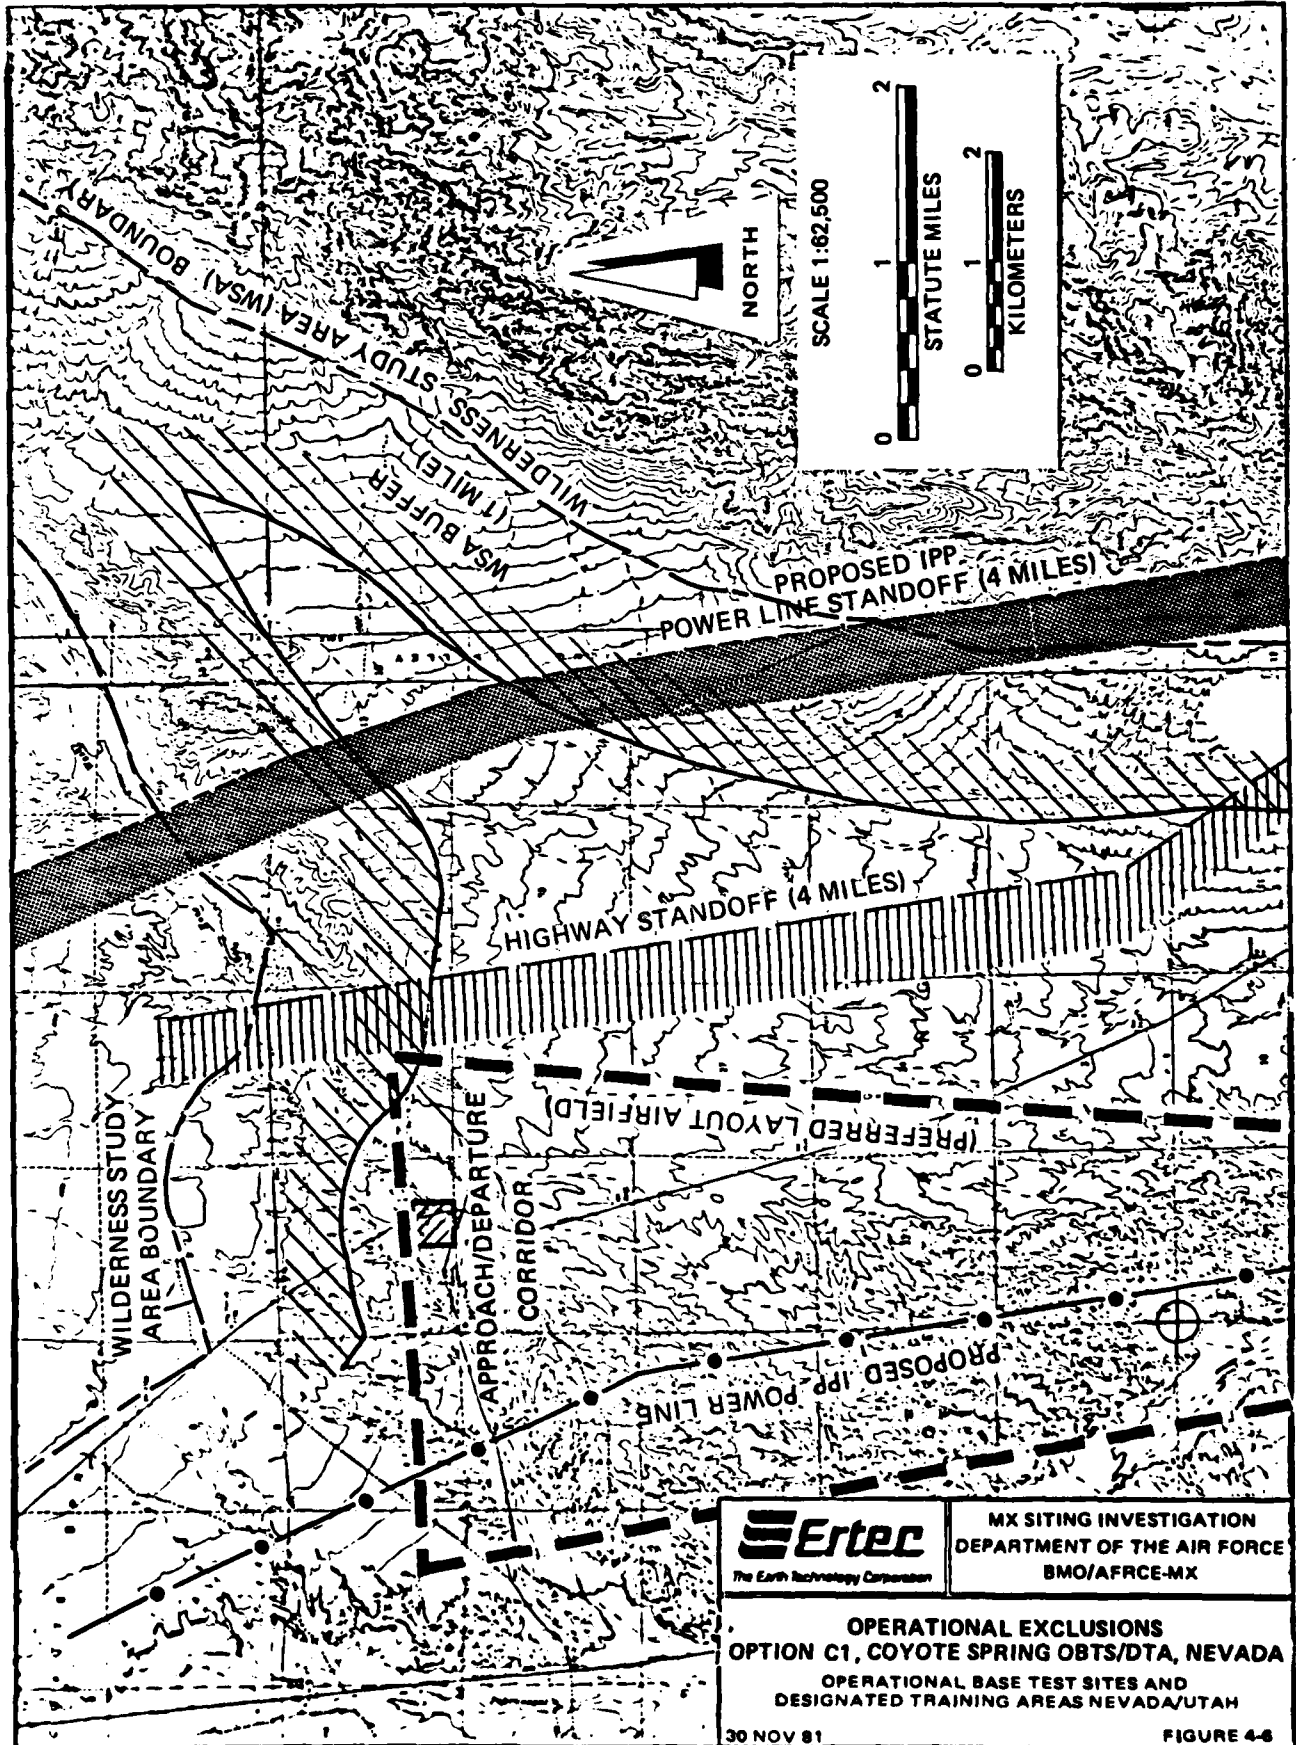 WILDERNESS STUDY AREA (WSA) BOUNDARY
WSA BUFFER
(1 MILE)
NORTH
SCALE 1:62,500
0 1 2
STATUTE MILES
0 1 2
KILOMETERS
PROPOSED IPP
POWER LINE STANDOFF (4 MILES)
HIGHWAY STANDOFF (4 MILES)
WILDERNESS STUDY
AREA BOUNDARY
APPROACH/DEPARTURE
CORRIDOR
(PREFERRED LAYOUT AIRFIELD)
PROPOSED IPP POWER LINE
Ertec
The Earth Technology Corporation
MX SITING INVESTIGATION
DEPARTMENT OF THE AIR FORCE
BMO/AFRCE-MX
OPERATIONAL EXCLUSIONS
OPTION C1, COYOTE SPRING OBTS/DTA, NEVADA
OPERATIONAL BASE TEST SITES AND
DESIGNATED TRAINING AREAS NEVADA/UTAH
30 NOV 81
FIGURE 4-6